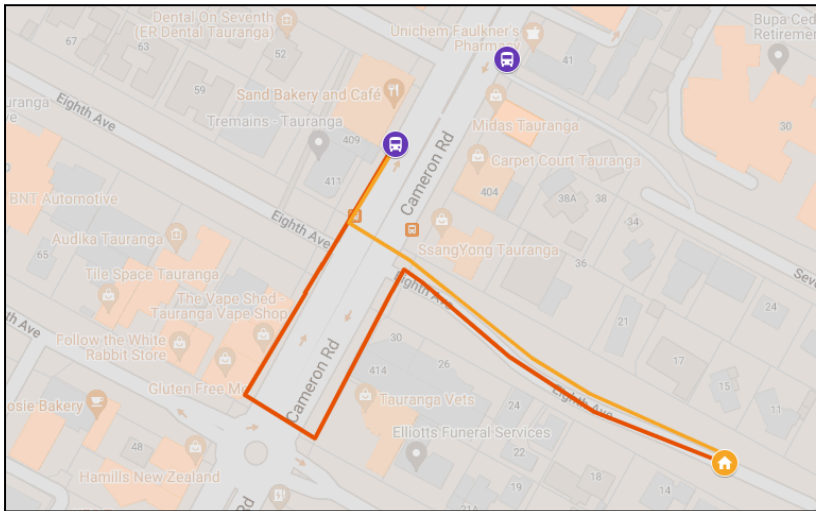 Dental On Seventh
(ER Dental Tauranga)
Unichem Faulkner's
Pharmacy
Bupa Ced
Retirement
67
63
52
59
41
30
Eighth Ave
Sand Bakery and Café
Tremains - Tauranga
409
411
Midas Tauranga
Carpet Court Tauranga
404
Cameron Rd
38A
38
34
36
BNT Automotive
Audika Tauranga
65
Tile Space Tauranga
Eighth Ave
SsangYong Tauranga
Seve
The Vape Shed -
Tauranga Vape Shop
Eighth Ave
24
21
h Ave
Follow the White
Rabbit Store
30
26
414
17
15
11
Gluten Free Me
Cameron Rd
Tauranga Vets
Eighth Ave
osie Bakery
24
22
Elliotts Funeral Services
48
Hamills New Zealand
21
19
18
14
Rd